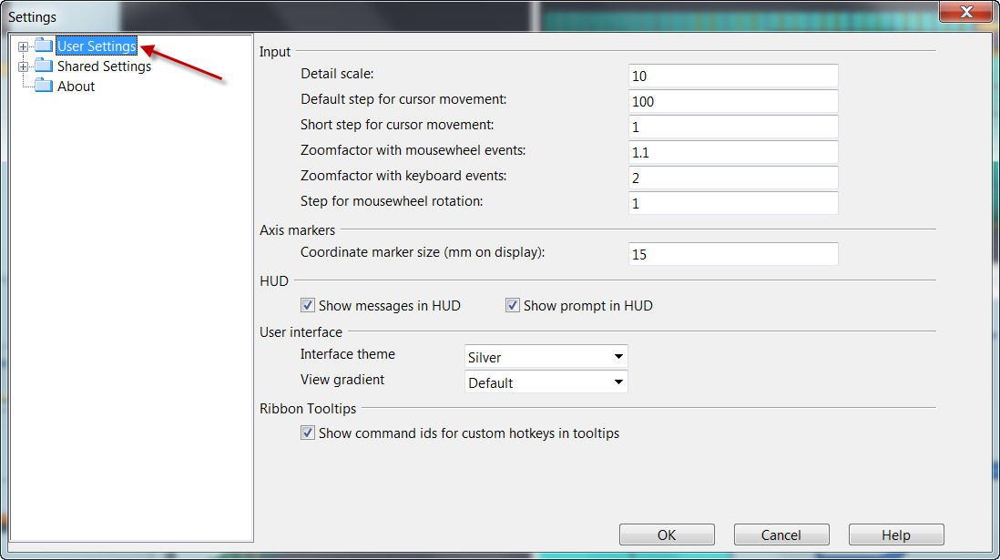 Settings
User Settings
Shared Settings
About
Input
Detail scale: 10
Default step for cursor movement: 100
Short step for cursor movement: 1
Zoomfactor with mousewheel events: 1.1
Zoomfactor with keyboard events: 2
Step for mousewheel rotation: 1
Axis markers
Coordinate marker size (mm on display): 15
HUD
Show messages in HUD Show prompt in HUD
User interface
Interface theme Silver
View gradient Default
Ribbon Tooltips
Show command ids for custom hotkeys in tooltips
OK Cancel Help